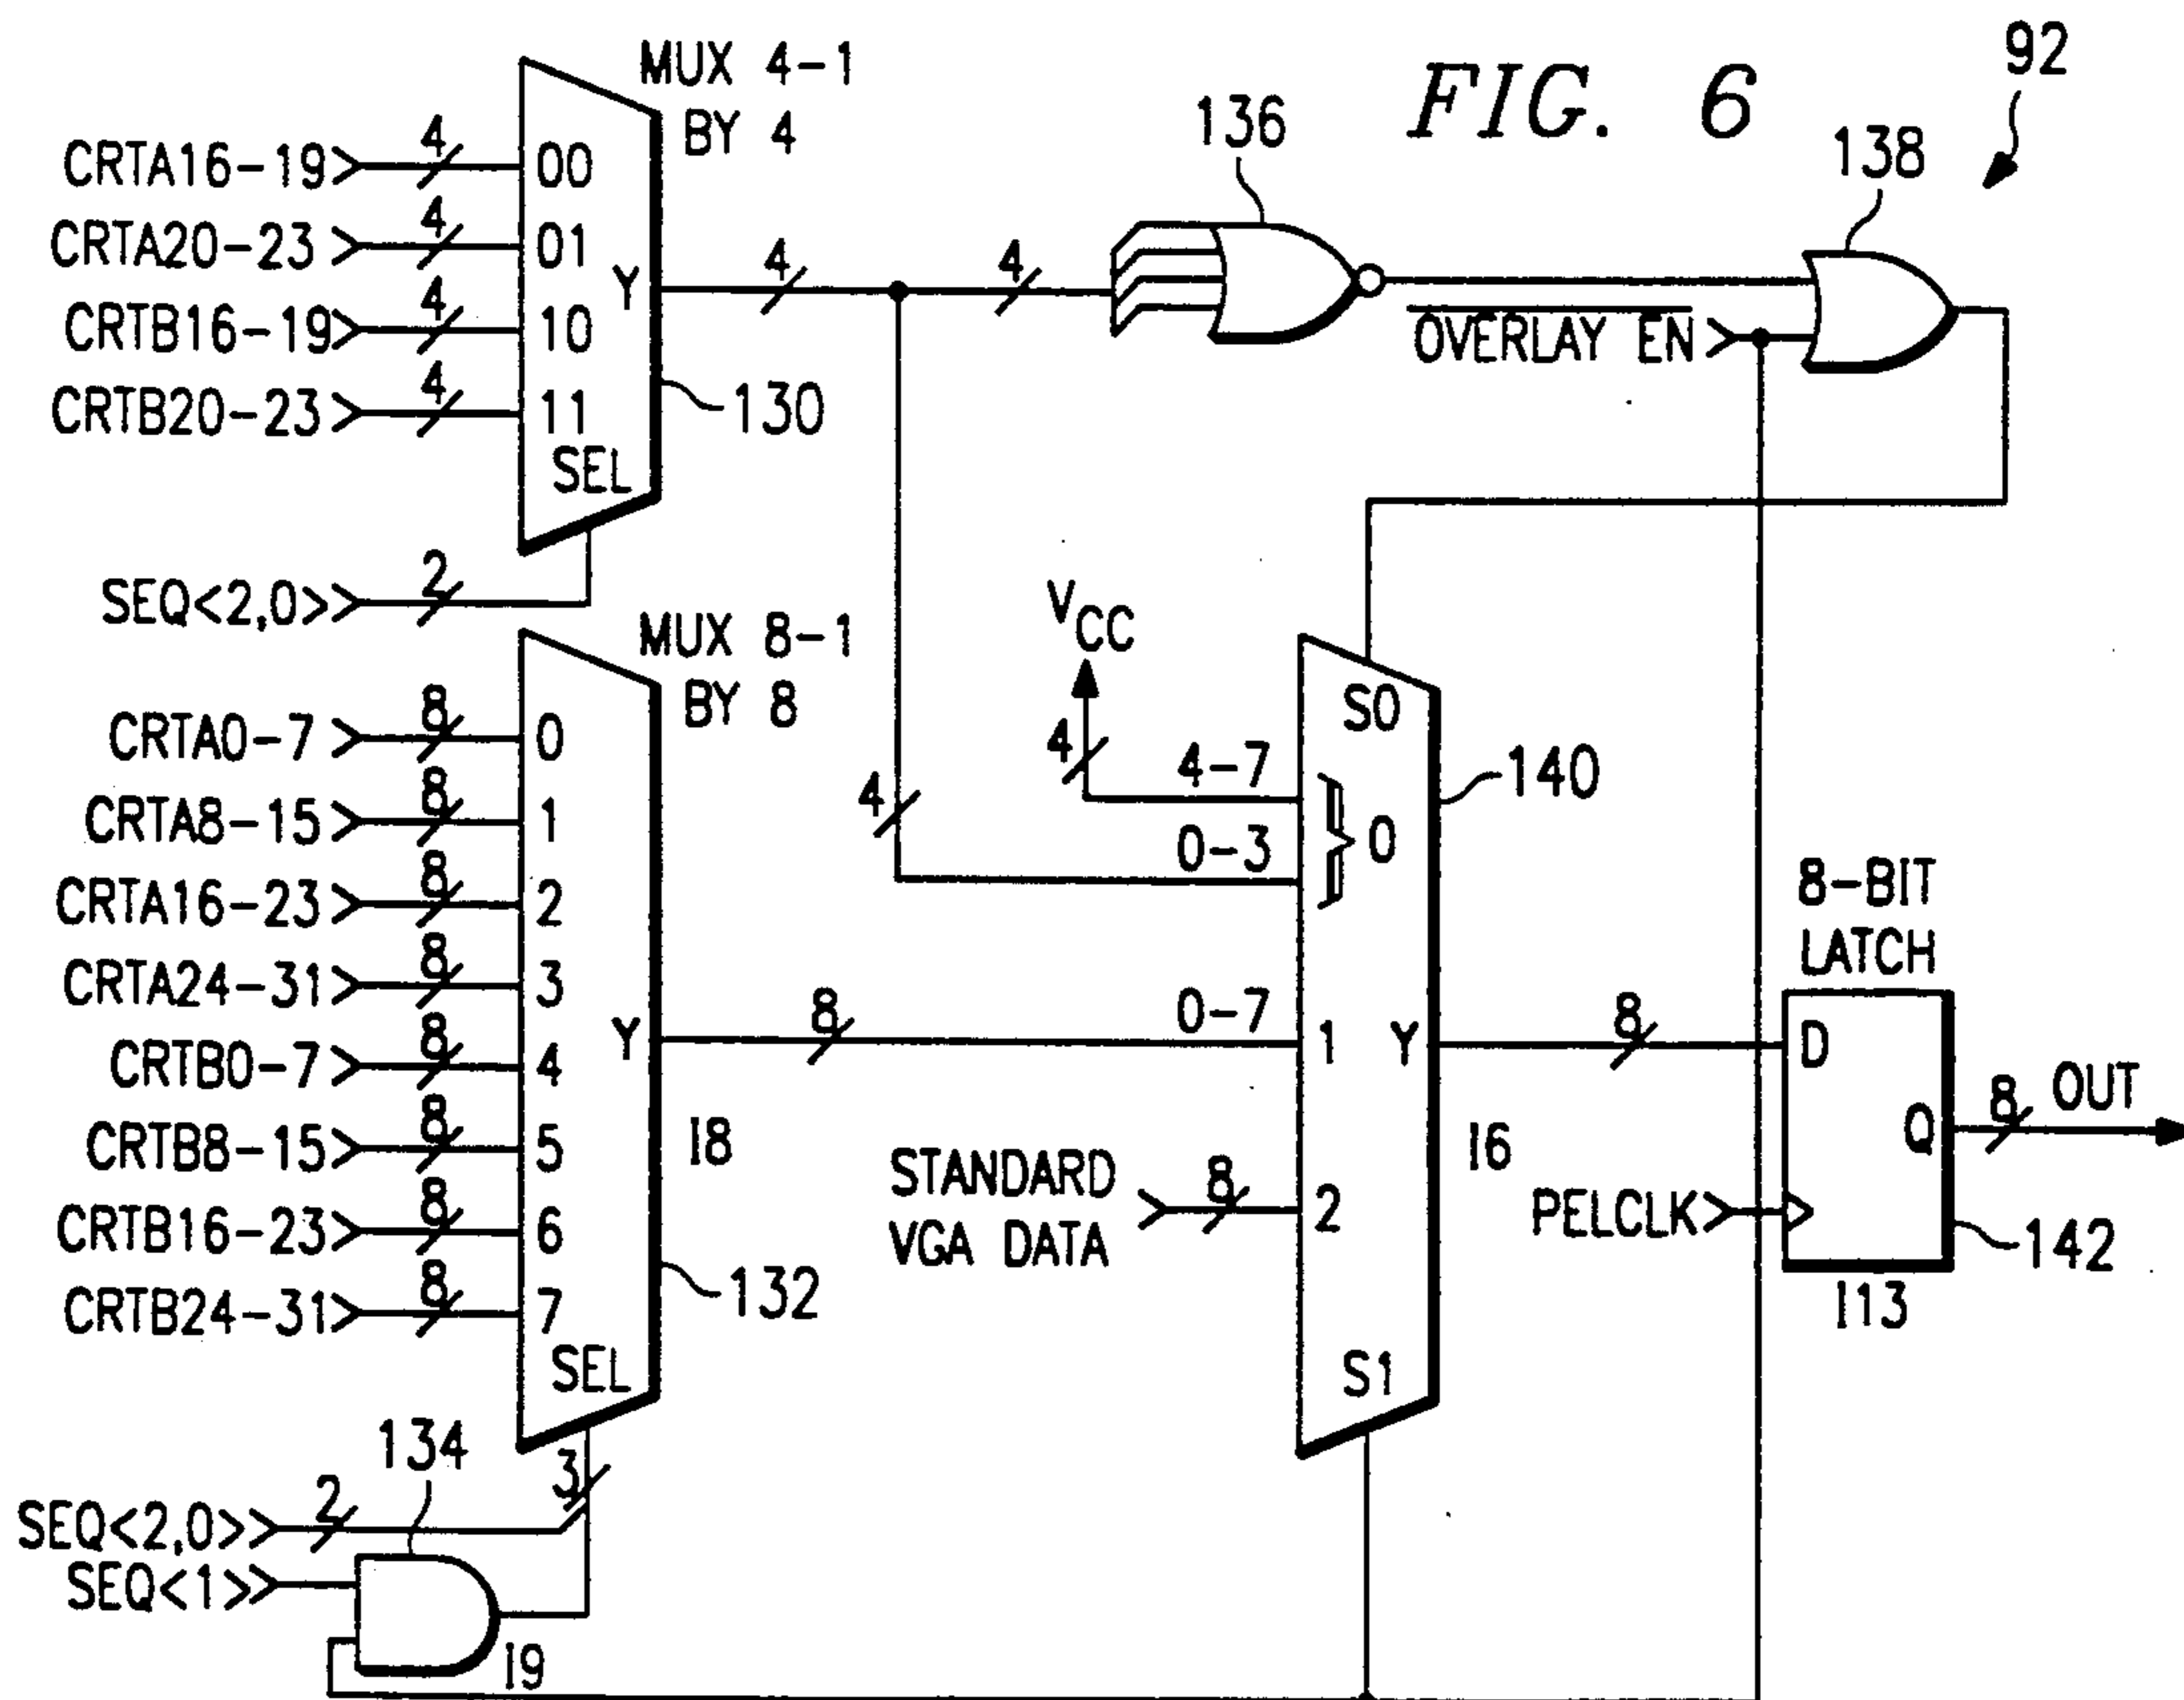 FIG. 6
92
MUX 4-1
BY 4
CRTA16-19
4
00
CRTA20-23
4
01
CRTB16-19
4
10
CRTB20-23
4
11
Y
SEL
130
SEQ<2,0>
2
4
4
136
OVERLAY EN
138
MUX 8-1
BY 8
CRTA0-7
8
0
CRTA8-15
8
1
CRTA16-23
8
2
CRTA24-31
8
3
CRTB0-7
8
4
CRTB8-15
8
5
CRTB16-23
8
6
CRTB24-31
8
7
Y
SEL
I8
132
VCC
4
4-7
4
0-3
0
S0
140
8
0-7
1
Y
STANDARD
VGA DATA
8
2
I6
S1
8
8-BIT
LATCH
D
Q
8
OUT
PELCLK
142
I13
134
3
SEQ<2,0>
2
SEQ<1>
I9